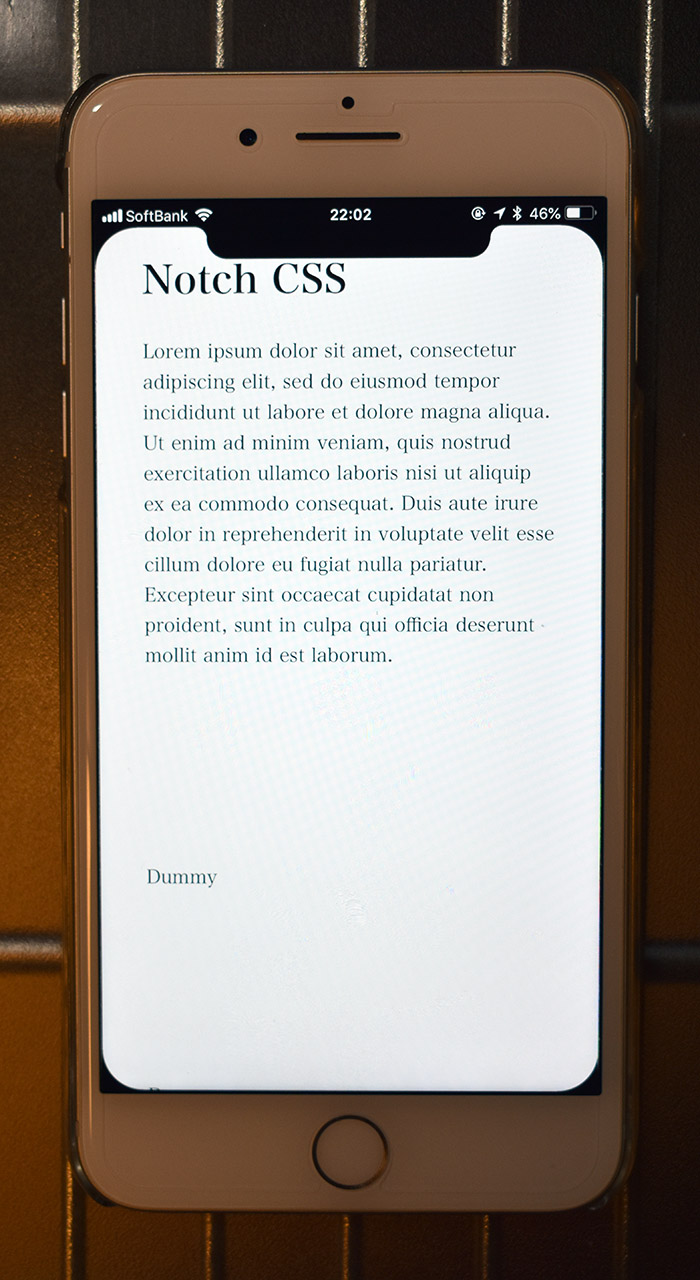 SoftBank 22:02 46%
Notch CSS
Lorem ipsum dolor sit amet, consectetur
adipiscing elit, sed do eiusmod tempor
incididunt ut labore et dolore magna aliqua.
Ut enim ad minim veniam, quis nostrud
exercitation ullamco laboris nisi ut aliquip
ex ea commodo consequat. Duis aute irure
dolor in reprehenderit in voluptate velit esse
cillum dolore eu fugiat nulla pariatur.
Excepteur sint occaecat cupidatat non
proident, sunt in culpa qui officia deserunt
mollit anim id est laborum.
Dummy